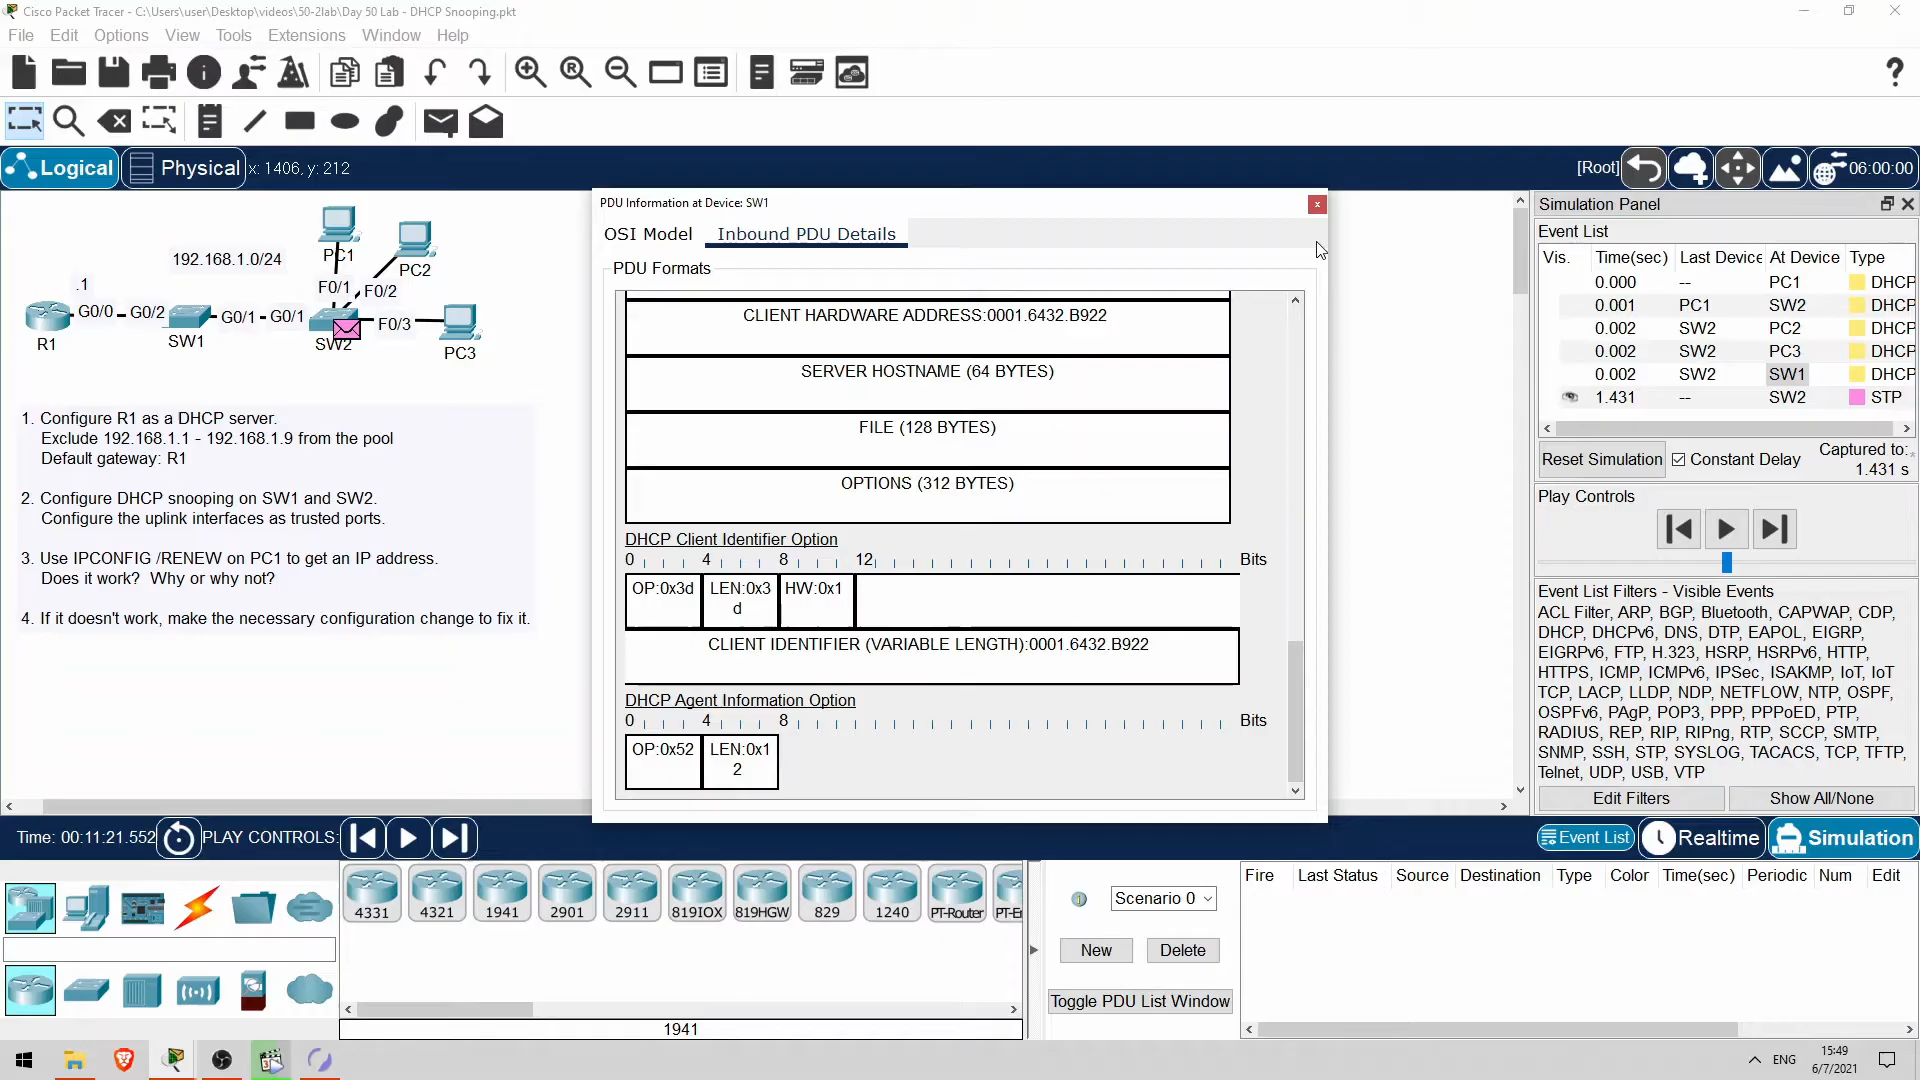 Cisco Packet Tracer - C:\Users\user\Desktop\videos\50-2lab\Day 50 Lab - DHCP Snooping.pkt
File Edit Options View Tools Extensions Window Help
Logical Physical x: 1406, y: 212
[Root] 06:00:00
192.168.1.0/24
PC1
PC2
.1
F0/1
F0/2
G0/0
G0/2
G0/1
G0/1
F0/3
R1
SW1
SW2
PC3
1. Configure R1 as a DHCP server.
Exclude 192.168.1.1 - 192.168.1.9 from the pool
Default gateway: R1
2. Configure DHCP snooping on SW1 and SW2.
Configure the uplink interfaces as trusted ports.
3. Use IPCONFIG /RENEW on PC1 to get an IP address.
Does it work? Why or why not?
4. If it doesn't work, make the necessary configuration change to fix it.
PDU Information at Device: SW1
OSI Model Inbound PDU Details
PDU Formats
CLIENT HARDWARE ADDRESS:0001.6432.B922
SERVER HOSTNAME (64 BYTES)
FILE (128 BYTES)
OPTIONS (312 BYTES)
DHCP Client Identifier Option
0 4 8 12 Bits
OP:0x3d LEN:0x3
d HW:0x1
CLIENT IDENTIFIER (VARIABLE LENGTH):0001.6432.B922
DHCP Agent Information Option
0 4 8 Bits
OP:0x52 LEN:0x1
2
Simulation Panel
Event List
Vis. Time(sec) Last Device At Device Type
0.000 -- PC1 DHCP
0.001 PC1 SW2 DHCP
0.002 SW2 PC2 DHCP
0.002 SW2 PC3 DHCP
0.002 SW2 SW1 DHCP
1.431 -- SW2 STP
Reset Simulation Constant Delay Captured to:
1.431 s
Play Controls
Event List Filters - Visible Events
ACL Filter, ARP, BGP, Bluetooth, CAPWAP, CDP,
DHCP, DHCPv6, DNS, DTP, EAPOL, EIGRP,
EIGRPv6, FTP, H.323, HSRP, HSRPv6, HTTP,
HTTPS, ICMP, ICMPv6, IPSec, ISAKMP, IoT, IoT
TCP, LACP, LLDP, NDP, NETFLOW, NTP, OSPF,
OSPFv6, PAgP, POP3, PPP, PPPoED, PTP,
RADIUS, REP, RIP, RIPng, RTP, SCCP, SMTP,
SNMP, SSH, STP, SYSLOG, TACACS, TCP, TFTP,
Telnet, UDP, USB, VTP
Edit Filters Show All/None
Time: 00:11:21.552 PLAY CONTROLS:
Event List Realtime Simulation
4331 4321 1941 2901 2911 819IOX 819HGW 829 1240 PT-Router PT-E
1941
Scenario 0
New Delete
Toggle PDU List Window
Fire Last Status Source Destination Type Color Time(sec) Periodic Num Edit
ENG
15:49
6/7/2021